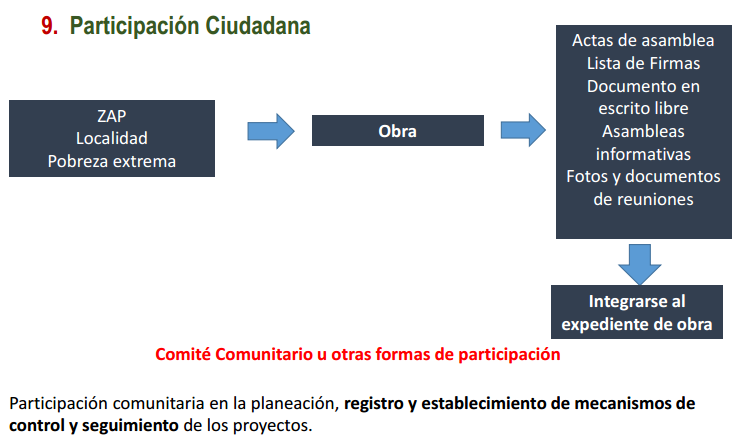 9. Participación Ciudadana
ZAP
Localidad
Pobreza extrema
Obra
Actas de asamblea
Lista de Firmas
Documento en
escrito libre
Asambleas
informativas
Fotos y documentos
de reuniones
Integrarse al
expediente de obra
Comité Comunitario u otras formas de participación
Participación comunitaria en la planeación, registro y establecimiento de mecanismos de
control y seguimiento de los proyectos.